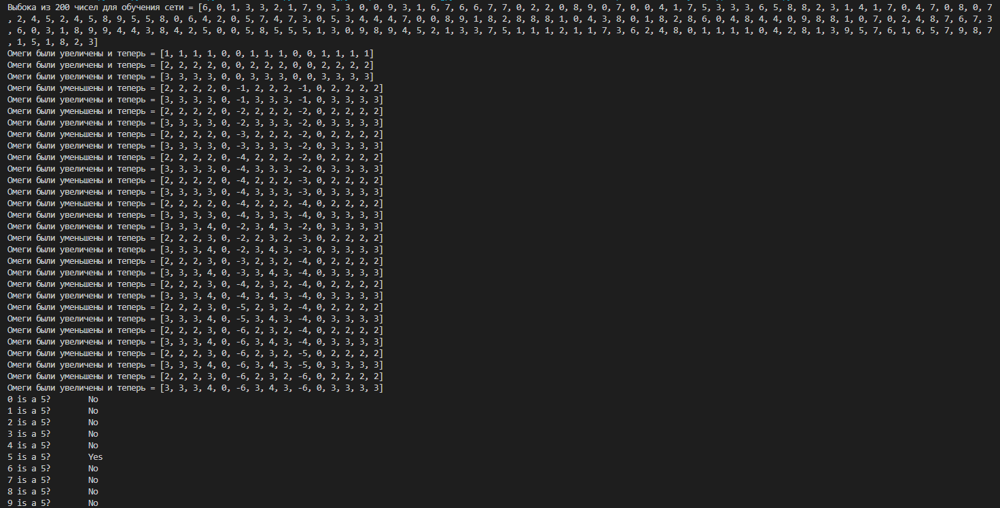 Выбока из 200 чисел для обучения сети = [6, 0, 1, 3, 3, 2, 1, 7, 9, 3, 3, 0, 0, 9, 3, 1, 6, 7, 6, 6, 7, 7, 0, 2, 2, 0, 8, 9, 0, 7, 0, 0, 4, 1, 7, 5, 3, 3, 3, 6, 5, 8, 8, 2, 3, 1, 4, 1, 7, 0, 4, 7, 0, 8, 0, 7
, 2, 4, 5, 2, 4, 5, 8, 9, 5, 5, 8, 0, 6, 4, 2, 0, 5, 7, 4, 7, 3, 0, 5, 3, 4, 4, 4, 7, 0, 0, 8, 9, 1, 8, 2, 8, 8, 8, 1, 0, 4, 3, 8, 0, 1, 8, 2, 8, 6, 0, 4, 8, 4, 4, 0, 9, 8, 8, 1, 0, 7, 0, 2, 4, 8, 7, 6, 7, 3
, 6, 0, 3, 1, 8, 9, 9, 4, 4, 3, 8, 4, 2, 5, 0, 0, 5, 8, 5, 5, 5, 1, 3, 0, 9, 8, 9, 4, 5, 2, 1, 3, 3, 7, 5, 1, 1, 1, 2, 1, 1, 7, 3, 6, 2, 4, 8, 0, 1, 1, 1, 1, 0, 4, 2, 8, 1, 3, 9, 5, 7, 6, 1, 6, 5, 7, 9, 8, 7
, 1, 5, 1, 8, 2, 3]
Омеги были увеличены и теперь = [1, 1, 1, 1, 0, 0, 1, 1, 1, 0, 0, 1, 1, 1, 1]
Омеги были увеличены и теперь = [2, 2, 2, 2, 0, 0, 2, 2, 2, 0, 0, 2, 2, 2, 2]
Омеги были увеличены и теперь = [3, 3, 3, 3, 0, 0, 3, 3, 3, 0, 0, 3, 3, 3, 3]
Омеги были уменьшены и теперь = [2, 2, 2, 2, 0, -1, 2, 2, 2, -1, 0, 2, 2, 2, 2]
Омеги были увеличены и теперь = [3, 3, 3, 3, 0, -1, 3, 3, 3, -1, 0, 3, 3, 3, 3]
Омеги были уменьшены и теперь = [2, 2, 2, 2, 0, -2, 2, 2, 2, -2, 0, 2, 2, 2, 2]
Омеги были увеличены и теперь = [3, 3, 3, 3, 0, -2, 3, 3, 3, -2, 0, 3, 3, 3, 3]
Омеги были уменьшены и теперь = [2, 2, 2, 2, 0, -3, 2, 2, 2, -2, 0, 2, 2, 2, 2]
Омеги были увеличены и теперь = [3, 3, 3, 3, 0, -3, 3, 3, 3, -2, 0, 3, 3, 3, 3]
Омеги были уменьшены и теперь = [2, 2, 2, 2, 0, -4, 2, 2, 2, -2, 0, 2, 2, 2, 2]
Омеги были увеличены и теперь = [3, 3, 3, 3, 0, -4, 3, 3, 3, -2, 0, 3, 3, 3, 3]
Омеги были уменьшены и теперь = [2, 2, 2, 2, 0, -4, 2, 2, 2, -3, 0, 2, 2, 2, 2]
Омеги были увеличены и теперь = [3, 3, 3, 3, 0, -4, 3, 3, 3, -3, 0, 3, 3, 3, 3]
Омеги были уменьшены и теперь = [2, 2, 2, 2, 0, -4, 2, 2, 2, -4, 0, 2, 2, 2, 2]
Омеги были увеличены и теперь = [3, 3, 3, 3, 0, -4, 3, 3, 3, -4, 0, 3, 3, 3, 3]
Омеги были увеличены и теперь = [3, 3, 3, 4, 0, -2, 3, 4, 3, -2, 0, 3, 3, 3, 3]
Омеги были уменьшены и теперь = [2, 2, 2, 3, 0, -2, 2, 3, 2, -3, 0, 2, 2, 2, 2]
Омеги были увеличены и теперь = [3, 3, 3, 4, 0, -2, 3, 4, 3, -3, 0, 3, 3, 3, 3]
Омеги были уменьшены и теперь = [2, 2, 2, 3, 0, -3, 2, 3, 2, -4, 0, 2, 2, 2, 2]
Омеги были увеличены и теперь = [3, 3, 3, 4, 0, -3, 3, 4, 3, -4, 0, 3, 3, 3, 3]
Омеги были уменьшены и теперь = [2, 2, 2, 3, 0, -4, 2, 3, 2, -4, 0, 2, 2, 2, 2]
Омеги были увеличены и теперь = [3, 3, 3, 4, 0, -4, 3, 4, 3, -4, 0, 3, 3, 3, 3]
Омеги были уменьшены и теперь = [2, 2, 2, 3, 0, -5, 2, 3, 2, -4, 0, 2, 2, 2, 2]
Омеги были увеличены и теперь = [3, 3, 3, 4, 0, -5, 3, 4, 3, -4, 0, 3, 3, 3, 3]
Омеги были уменьшены и теперь = [2, 2, 2, 3, 0, -6, 2, 3, 2, -4, 0, 2, 2, 2, 2]
Омеги были увеличены и теперь = [3, 3, 3, 4, 0, -6, 3, 4, 3, -4, 0, 3, 3, 3, 3]
Омеги были уменьшены и теперь = [2, 2, 2, 3, 0, -6, 2, 3, 2, -5, 0, 2, 2, 2, 2]
Омеги были увеличены и теперь = [3, 3, 3, 4, 0, -6, 3, 4, 3, -5, 0, 3, 3, 3, 3]
Омеги были уменьшены и теперь = [2, 2, 2, 3, 0, -6, 2, 3, 2, -6, 0, 2, 2, 2, 2]
Омеги были увеличены и теперь = [3, 3, 3, 4, 0, -6, 3, 4, 3, -6, 0, 3, 3, 3, 3]
0 is a 5? No
1 is a 5? No
2 is a 5? No
3 is a 5? No
4 is a 5? No
5 is a 5? Yes
6 is a 5? No
7 is a 5? No
8 is a 5? No
9 is a 5? No